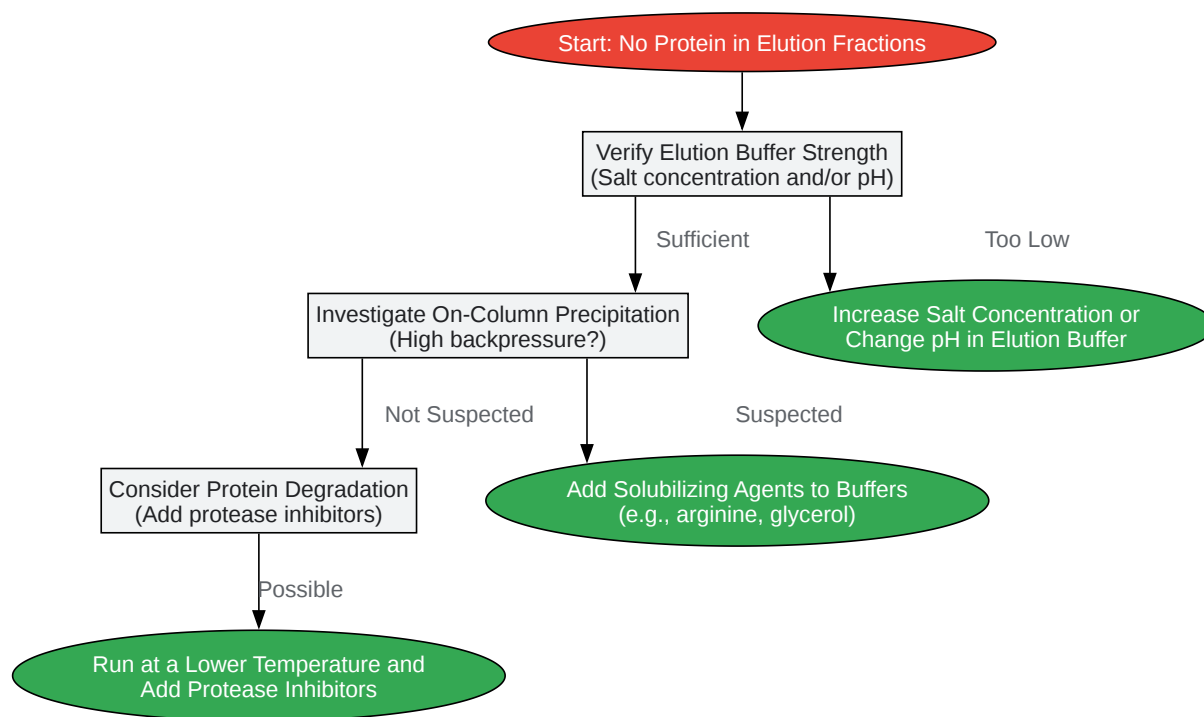 Start: No Protein in Elution Fractions
Verify Elution Buffer Strength
(Salt concentration and/or pH)
Sufficient
Too Low
Investigate On-Column Precipitation
(High backpressure?)
Increase Salt Concentration or
Change pH in Elution Buffer
Not Suspected
Suspected
Consider Protein Degradation
(Add protease inhibitors)
Add Solubilizing Agents to Buffers
(e.g., arginine, glycerol)
Possible
Run at a Lower Temperature and
Add Protease Inhibitors